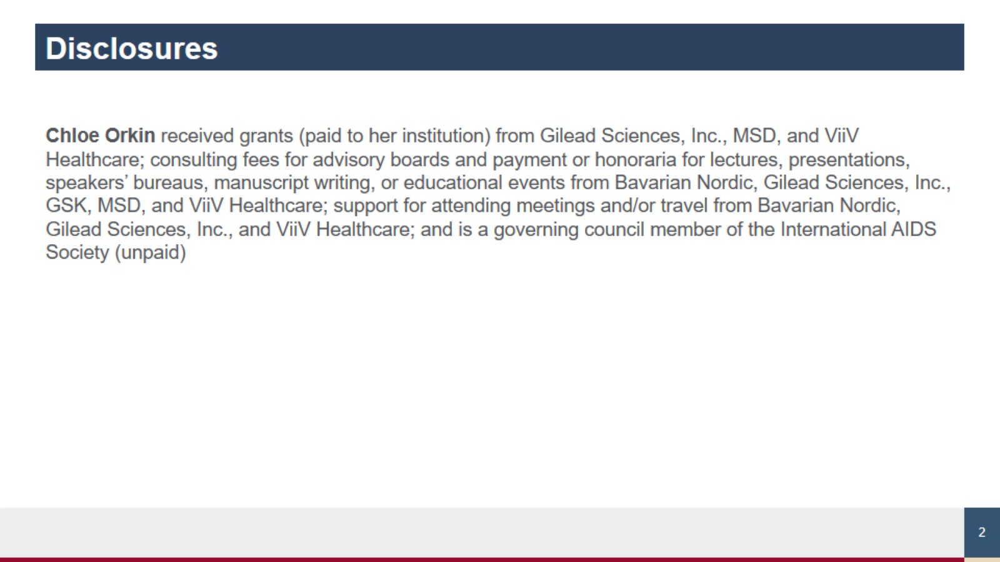 Disclosures
Chloe Orkin received grants (paid to her institution) from Gilead Sciences, Inc., MSD, and ViiV
Healthcare; consulting fees for advisory boards and payment or honoraria for lectures, presentations,
speakers’ bureaus, manuscript writing, or educational events from Bavarian Nordic, Gilead Sciences, Inc.,
GSK, MSD, and ViiV Healthcare; support for attending meetings and/or travel from Bavarian Nordic,
Gilead Sciences, Inc., and ViiV Healthcare; and is a governing council member of the International AIDS
Society (unpaid)
2